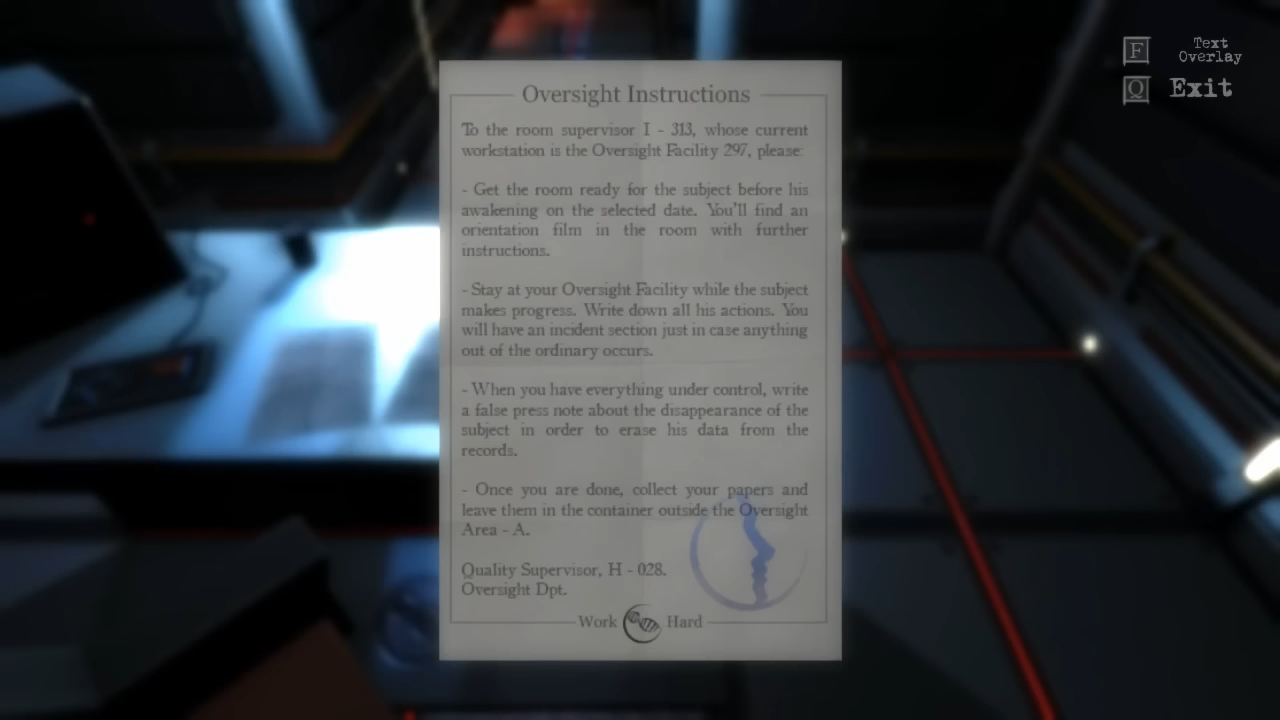 Oversight Instructions
To the room supervisor I - 313, whose current
workstation is the Oversight Facility 297, please:
- Get the room ready for the subject before his
awakening on the selected date. You'll find an
orientation film in the room with further
instructions.
- Stay at your Oversight Facility while the subject
makes progress. Write down all his actions. You
will have an incident section just in case anything
out of the ordinary occurs.
- When you have everything under control, write
a false press note about the disappearance of the
subject in order to erase his data from the
records.
- Once you are done, collect your papers and
leave them in the container outside the Oversight
Area - A.
Quality Supervisor, H - 028.
Oversight Dpt.
Work Hard
F Text
Overlay
Q Exit